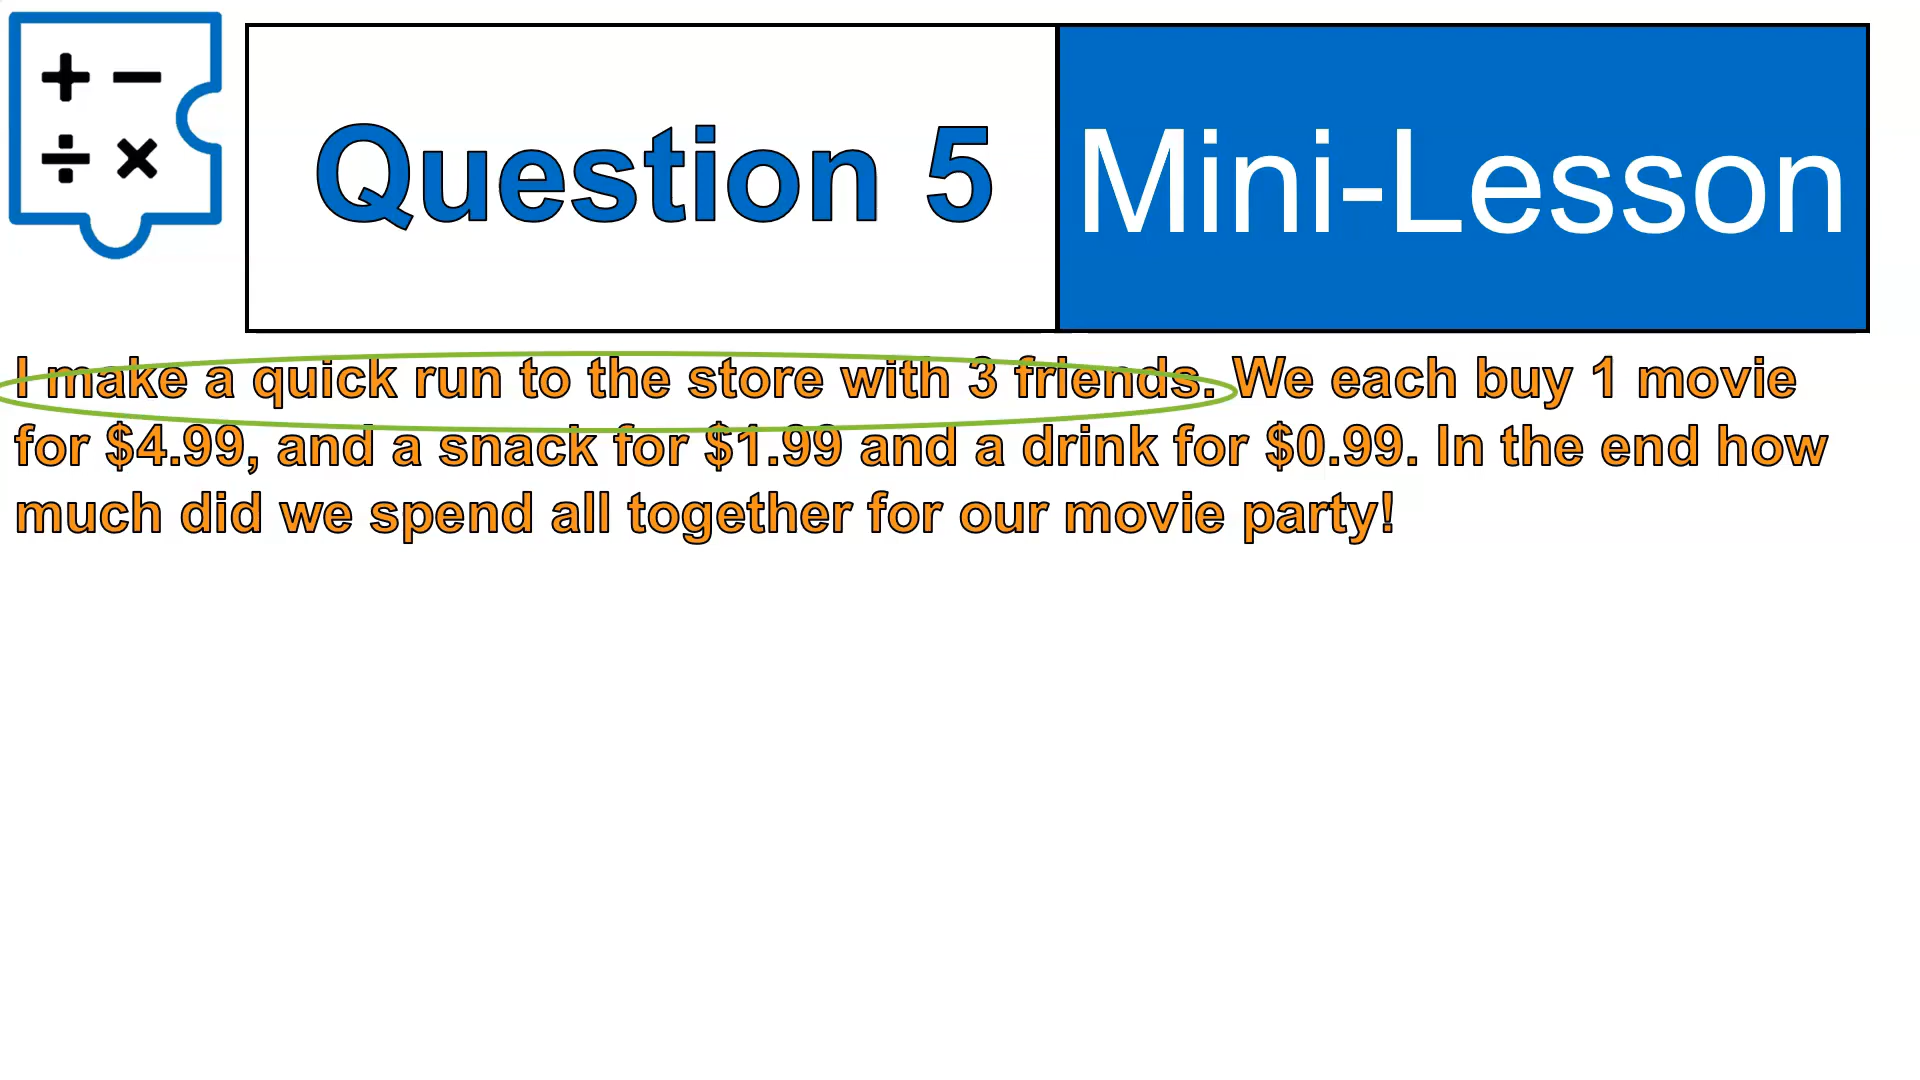 + −
÷ ×
Question 5
Mini-Lesson
I make a quick run to the store with 3 friends. We each buy 1 movie
for $4.99, and a snack for $1.99 and a drink for $0.99. In the end how
much did we spend all together for our movie party!